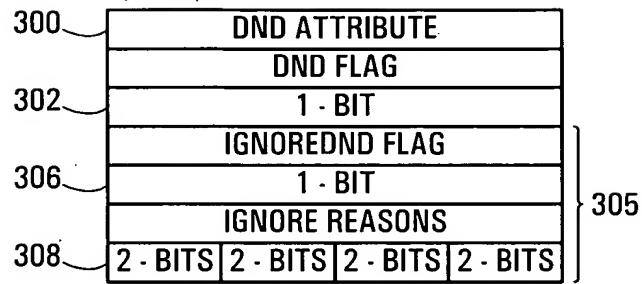 300 DND ATTRIBUTE
DND FLAG
302 1 - BIT
IGNOREDND FLAG
306 1 - BIT 305
IGNORE REASONS
308 2 - BITS 2 - BITS 2 - BITS 2 - BITS